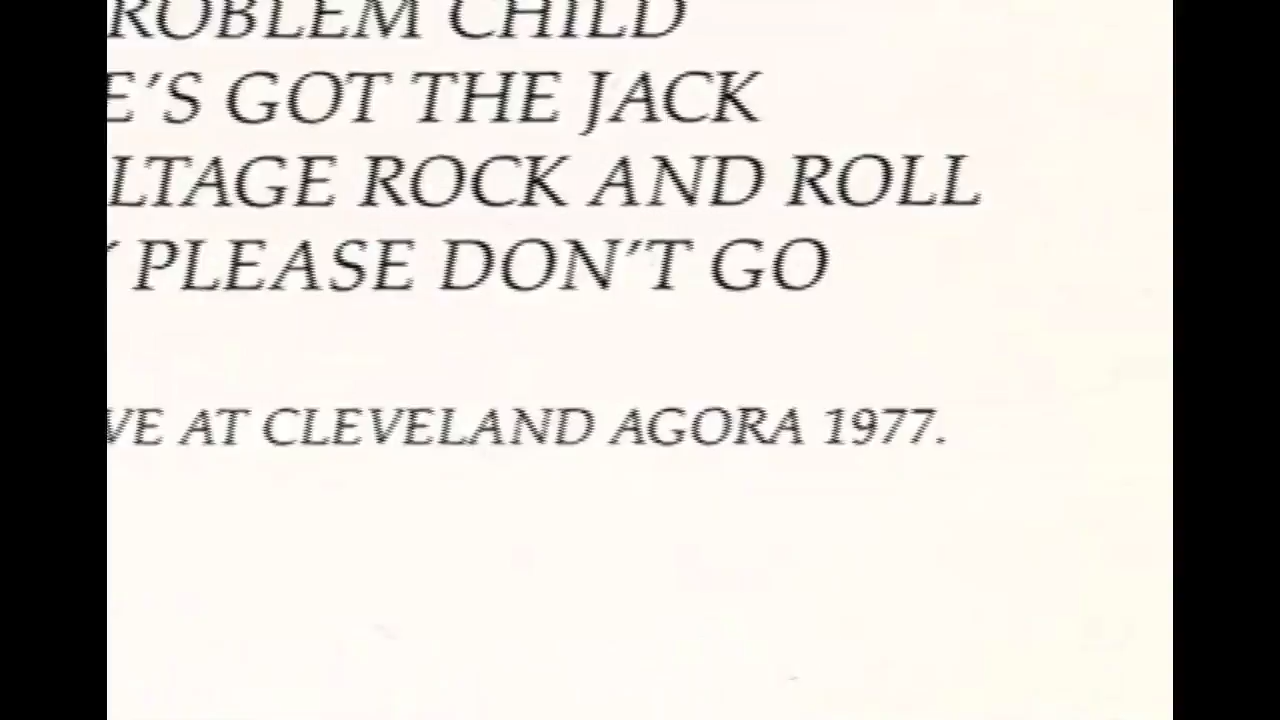 ROBLEM CHILD
E'S GOT THE JACK
LTAGE ROCK AND ROLL
PLEASE DON'T GO
VE AT CLEVELAND AGORA 1977.